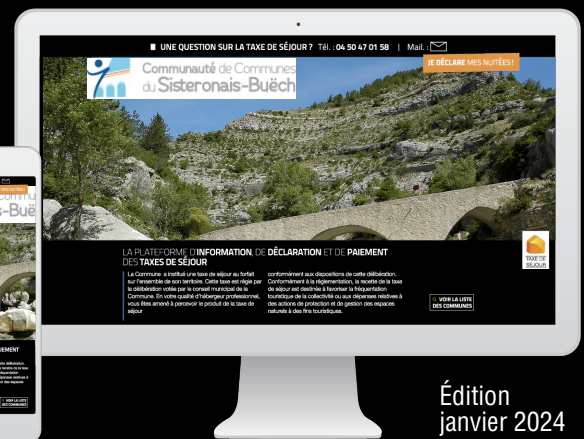 UNE QUESTION SUR LA TAXE DE SÉJOUR ? Tél. : 04 50 47 01 58 | Mail. :
JE DÉCLARE MES NUITÉES !
Communauté de Communes
du Sisteronais-Buëch
LA PLATEFORME D'INFORMATION, DE DÉCLARATION ET DE PAIEMENT
DES TAXES DE SÉJOUR
La Commune a institué une taxe de séjour au forfait
sur l'ensemble de son territoire. Cette taxe est régie par
la délibération votée par le conseil municipal de la
Commune. En votre qualité d'hébergeur professionnel,
vous êtes amené à percevoir le produit de la taxe de
séjour
conformément aux dispositions de cette délibération.
Conformément à la réglementation, la recette de la taxe
de séjour est destinée à favoriser la fréquentation
touristique de la collectivité ou aux dépenses relatives à
des actions de protection et de gestion des espaces
naturels à des fins touristiques.
TAXE DE
SÉJOUR
VOIR LA LISTE
DES COMMUNES
-Buë
IEMENT
VOIR LA LISTE
DES COMMUNES
Édition
janvier 2024